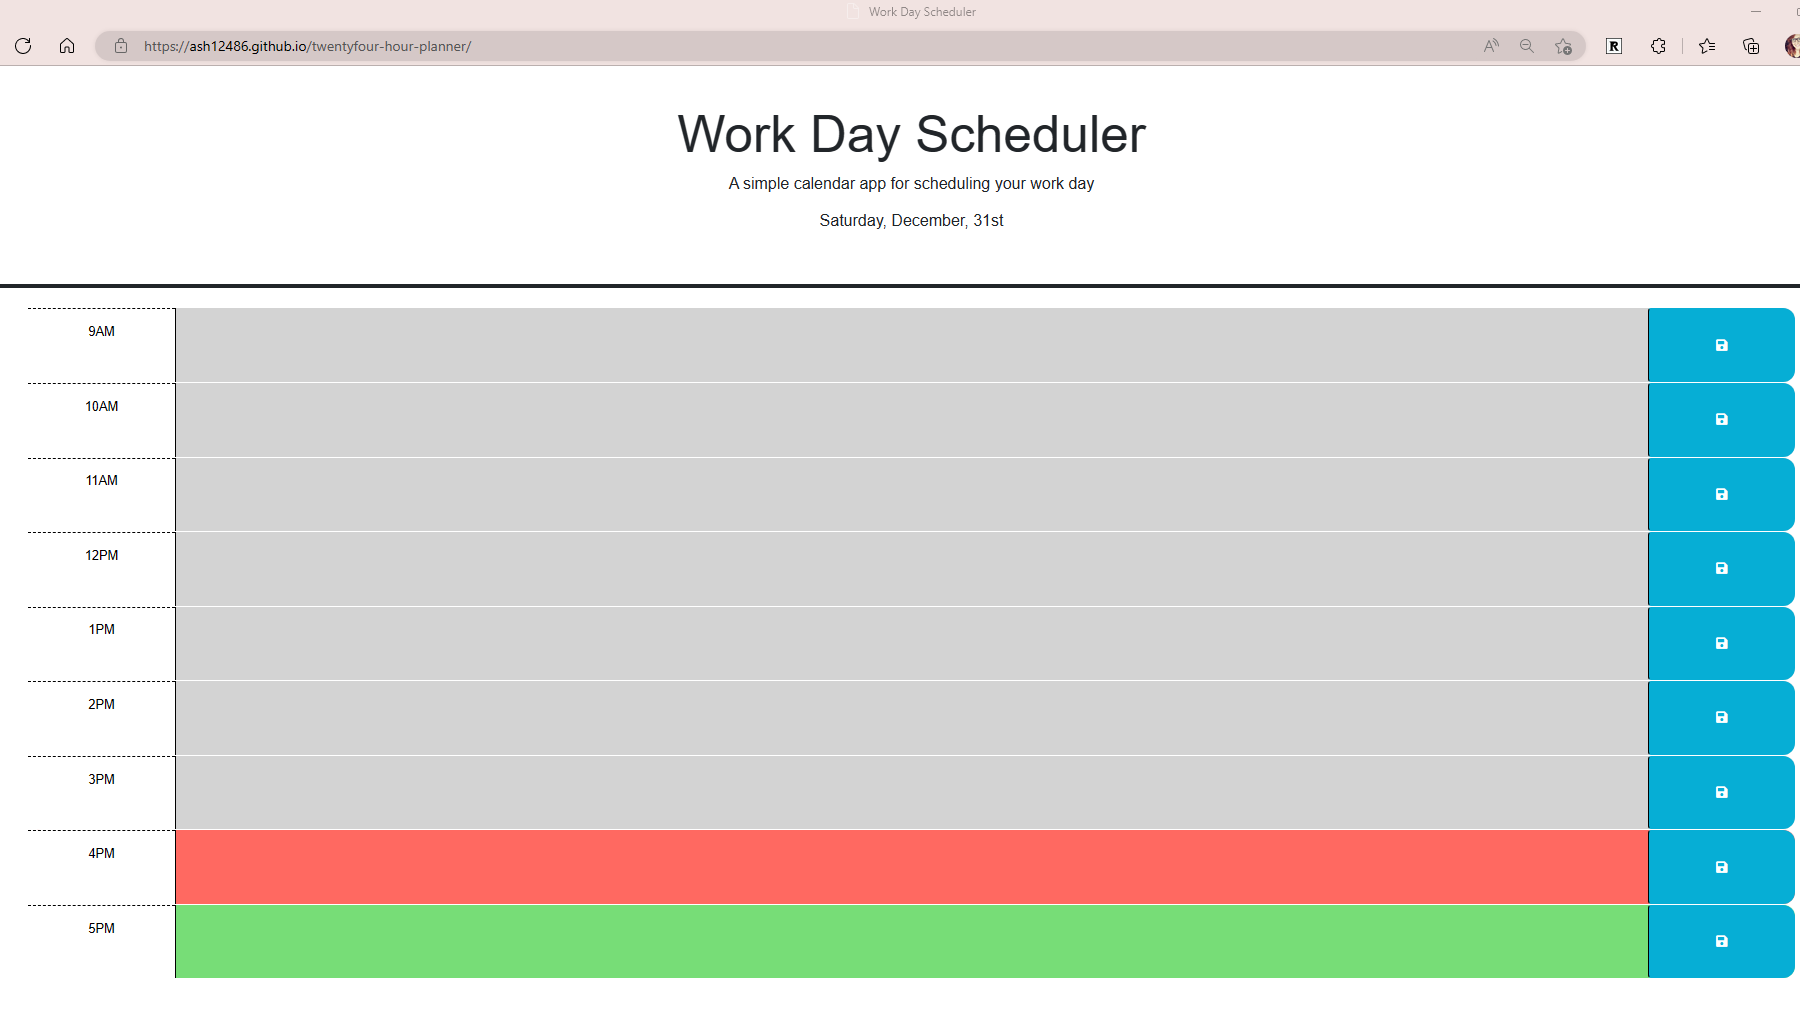 Work Day Scheduler
https://ash12486.github.io/twentyfour-hour-planner/
R
Work Day Scheduler
A simple calendar app for scheduling your work day
Saturday, December, 31st
9AM
10AM
11AM
12PM
1PM
2PM
3PM
4PM
5PM